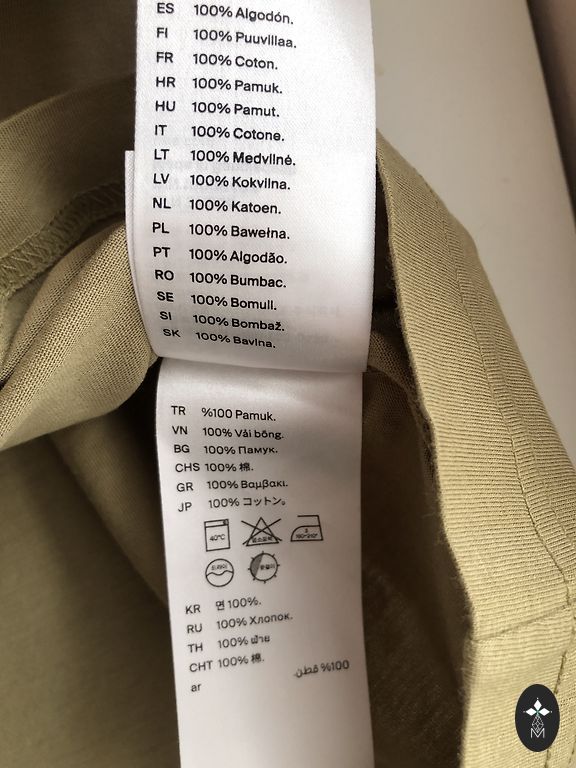 ES 100% Algodón.
FI 100% Puuvillaa.
FR 100% Coton.
HR 100% Pamuk.
HU 100% Pamut.
IT 100% Cotone.
LT 100% Medvilnė.
LV 100% Kokvilna.
NL 100% Katoen.
PL 100% Bawełna.
PT 100% Algodão.
RO 100% Bumbac.
SE 100% Bomull.
SI 100% Bombaž.
SK 100% Bavlna.
TR %100 Pamuk.
VN 100% Vải bông.
BG 100% Памук.
CHS 100% 棉.
GR 100% Βαμβάκι.
JP 100% コットン。
40°C
드라이
KR 면 100%.
RU 100% Хлопок.
TH 100% ฝ้าย
CHT 100% 棉.
ar %100 قطن.
M